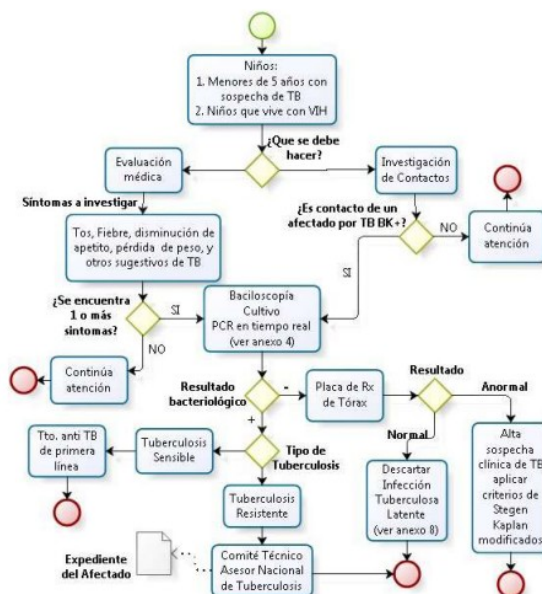 Niños:
1. Menores de 5 años con
sospecha de TB
2. Niños que vive con VIH
¿Que se debe
hacer?
Evaluación
médica
Investigación
de Contactos
Síntomas a investigar
¿Es contacto de un
afectado por TB BK+?
NO
Continúa
atención
Tos, Fiebre, disminución de
apetito, pérdida de peso, y
otros sugestivos de TB
SI
¿Se encuentra
1 o más
sintomas?
SI
NO
Baciloscopía
Cultivo
PCR en tiempo real
(ver anexo 4)
Continúa
atención
Resultado
bacteriológico
-
+
Placa de Rx
de Tórax
Resultado
Anormal
Normal
Tto. anti TB
de primera
línea
Tuberculosis
Sensible
Tipo de
Tuberculosis
Descartar
Infección
Tuberculosa
Latente
(ver anexo 8)
Alta
sospecha
clínica de TB
aplicar
criterios de
Stegen
Kaplan
modificados
Tuberculosis
Resistente
Expediente
del Afectado
Comité Técnico
Asesor Nacional
de Tuberculosis